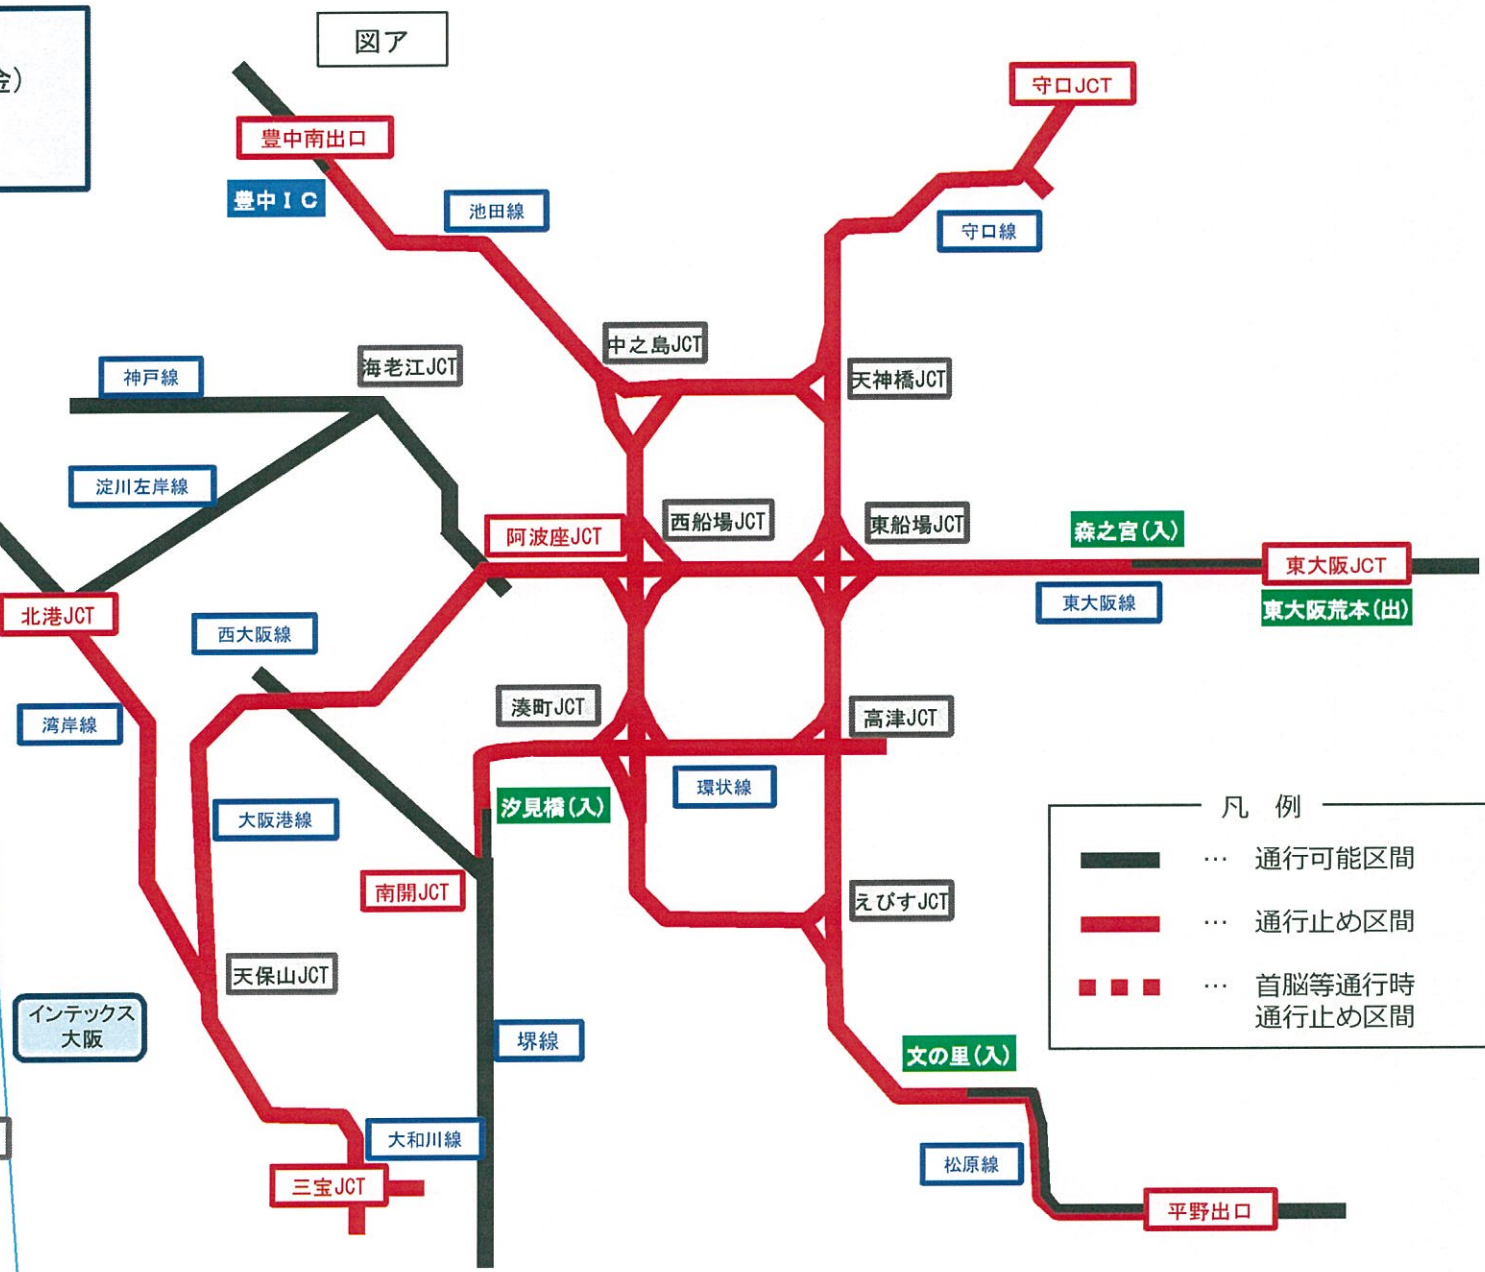 金）
図ア
守口JCT
豊中南出口
豊中ＩＣ
池田線
守口線
中之島JCT
海老江JCT
神戸線
天神橋JCT
淀川左岸線
西船場JCT
東船場JCT
阿波座JCT
森之宮(入)
東大阪JCT
東大阪荒本(出)
東大阪線
北港JCT
西大阪線
湾岸線
湊町JCT
高津JCT
環状線
汐見橋(入)
大阪港線
凡 例
… 通行可能区間
… 通行止め区間
… 首脳等通行時
通行止め区間
南開JCT
えびすJCT
天保山JCT
インテックス
大阪
堺線
文の里(入)
大和川線
松原線
三宝JCT
平野出口